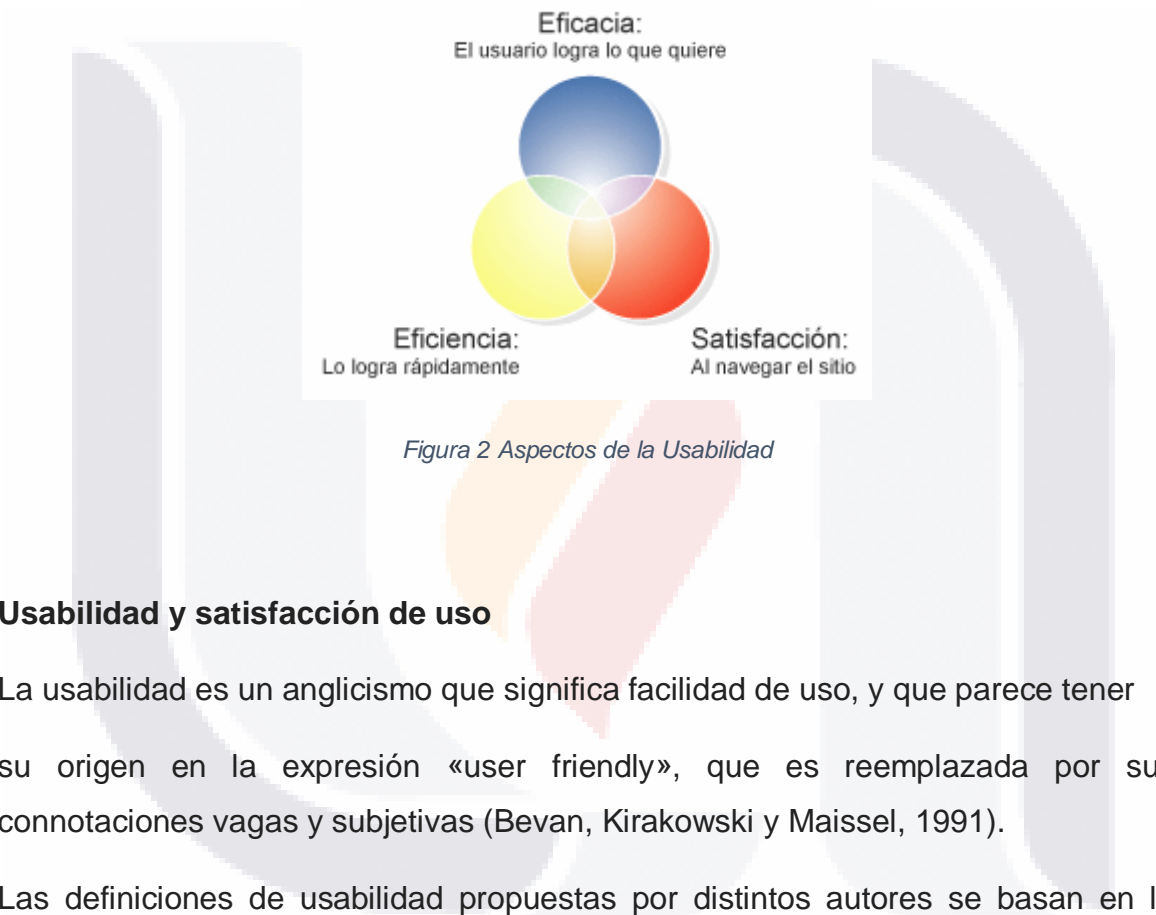 Eficacia:
El usuario logra lo que quiere
Eficiencia:
Lo logra rápidamente
Satisfacción:
Al navegar el sitio
Figura 2 Aspectos de la Usabilidad
Usabilidad y satisfacción de uso
La usabilidad es un anglicismo que significa facilidad de uso, y que parece tener
su origen en la expresión «user friendly», que es reemplazada por su
connotaciones vagas y subjetivas (Bevan, Kirakowski y Maissel, 1991).
Las definiciones de usabilidad propuestas por distintos autores se basan en l